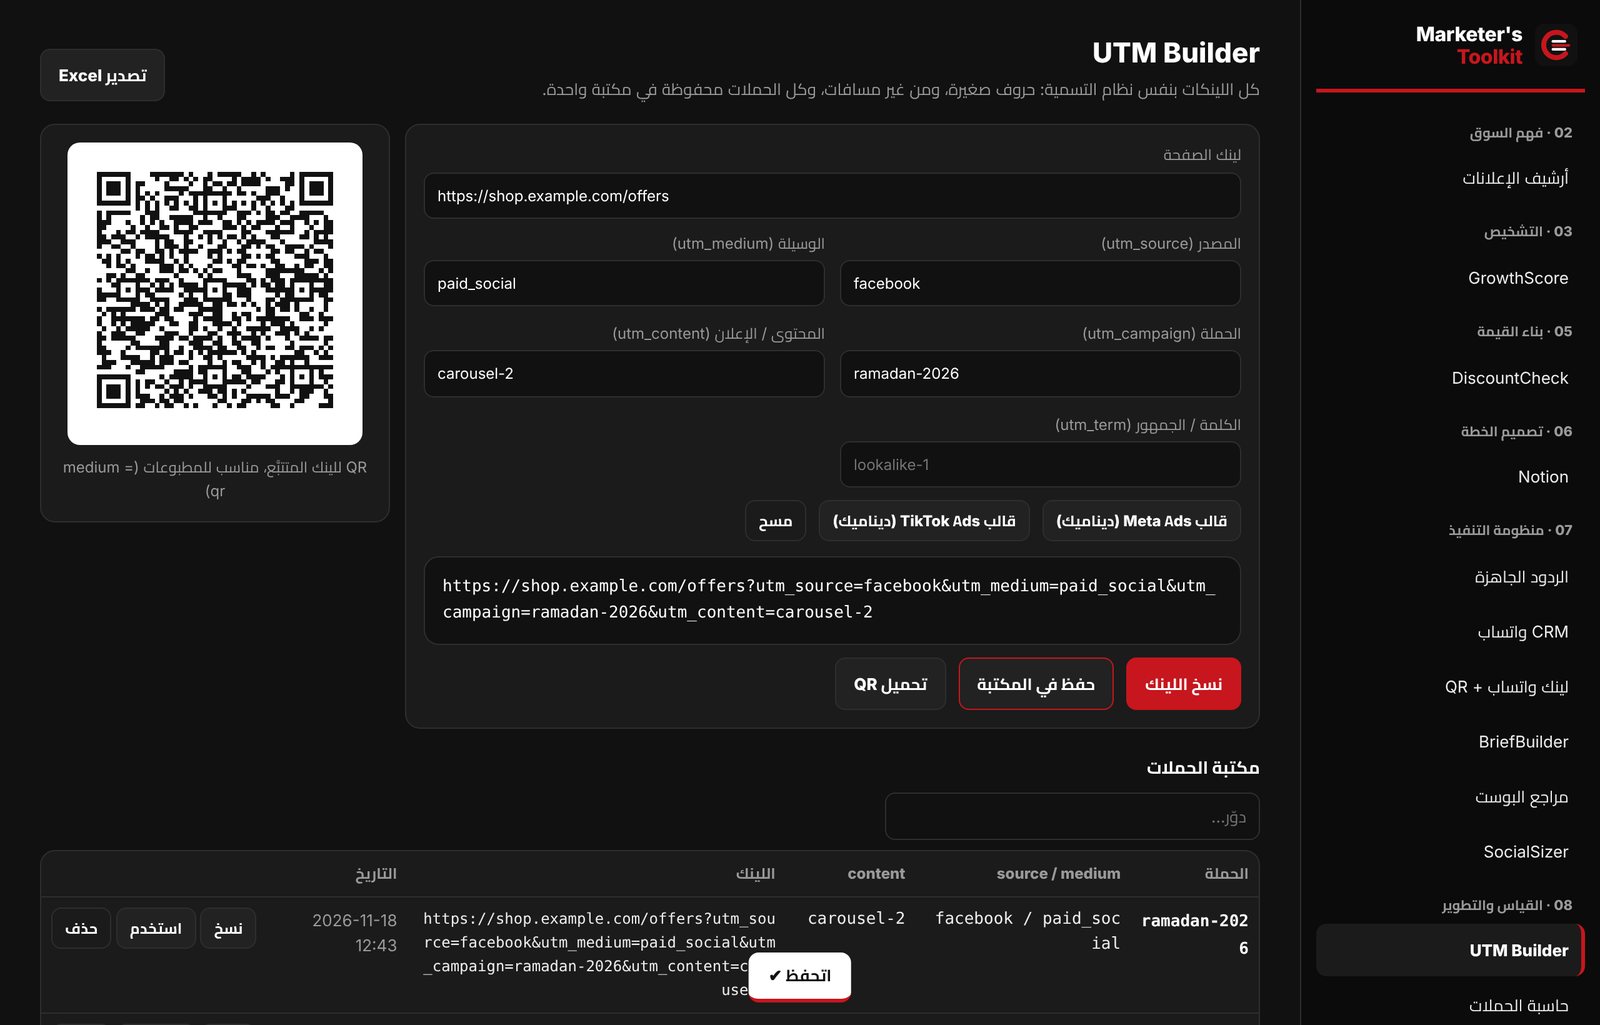 Marketer's
Toolkit
02 · فهم السوق
أرشيف الإعلانات
03 · التشخيص
GrowthScore
05 · بناء القيمة
DiscountCheck
06 · تصميم الخطة
Notion
07 · منظومة التنفيذ
الردود الجاهزة
CRM واتساب
لينك واتساب + QR
BriefBuilder
مراجع البوست
SocialSizer
08 · القياس والتطوير
UTM Builder
حاسبة الحملات
UTM Builder
كل اللينكات بنفس نظام التسمية: حروف صغيرة، ومن غير مسافات، وكل الحملات محفوظة في مكتبة واحدة.
تصدير Excel
لينك الصفحة
https://shop.example.com/offers
المصدر (utm_source)
الوسيلة (utm_medium)
facebook
paid_social
الحملة (utm_campaign)
المحتوى / الإعلان (utm_content)
ramadan-2026
carousel-2
الكلمة / الجمهور (utm_term)
lookalike-1
قالب Meta Ads (ديناميك)
قالب TikTok Ads (ديناميك)
مسح
https://shop.example.com/offers?utm_source=facebook&utm_medium=paid_social&utm_
campaign=ramadan-2026&utm_content=carousel-2
نسخ اللينك
حفظ في المكتبة
تحميل QR
QR للينك المتتبَّع، مناسب للمطبوعات (medium =
qr)
مكتبة الحملات
دوّر...
الحملة
source / medium
content
اللينك
التاريخ
ramadan-202
6
facebook / paid_soc
ial
carousel-2
https://shop.example.com/offers?utm_sou
rce=facebook&utm_medium=paid_social&utm
_campaign=ramadan-2026&utm_content=c
use
2026-11-18
12:43
نسخ
استخدم
حذف
اتحفظ ✔